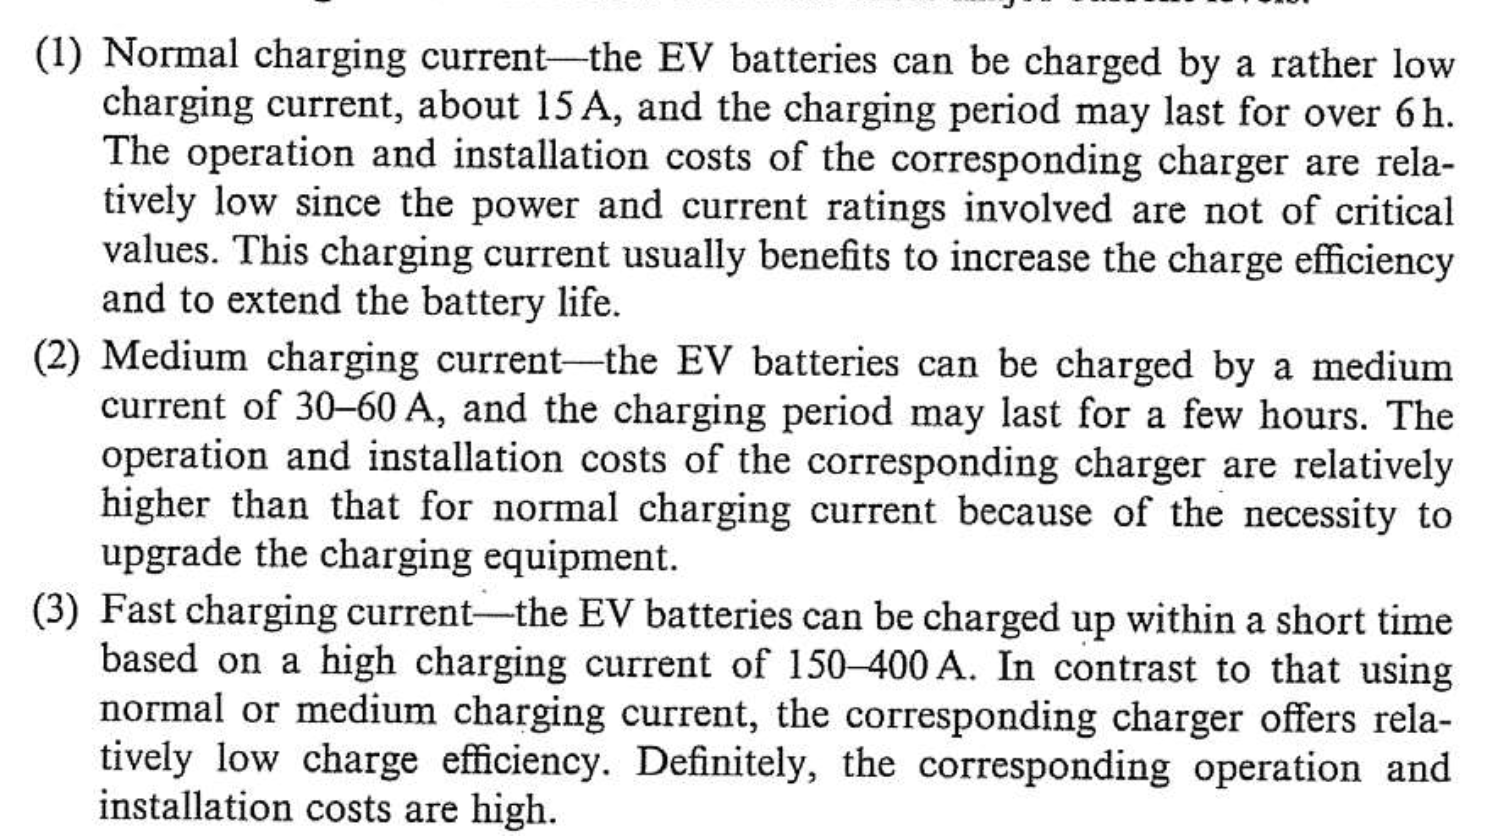 (1) Normal charging current—the EV batteries can be charged by a rather low
charging current, about 15 A, and the charging period may last for over 6 h.
The operation and installation costs of the corresponding charger are rela-
tively low since the power and current ratings involved are not of critical
values. This charging current usually benefits to increase the charge efficiency
and to extend the battery life.
(2) Medium charging current—the EV batteries can be charged by a medium
current of 30–60 A, and the charging period may last for a few hours. The
operation and installation costs of the corresponding charger are relatively
higher than that for normal charging current because of the necessity to
upgrade the charging equipment.
(3) Fast charging current—the EV batteries can be charged up within a short time
based on a high charging current of 150–400 A. In contrast to that using
normal or medium charging current, the corresponding charger offers rela-
tively low charge efficiency. Definitely, the corresponding operation and
installation costs are high.